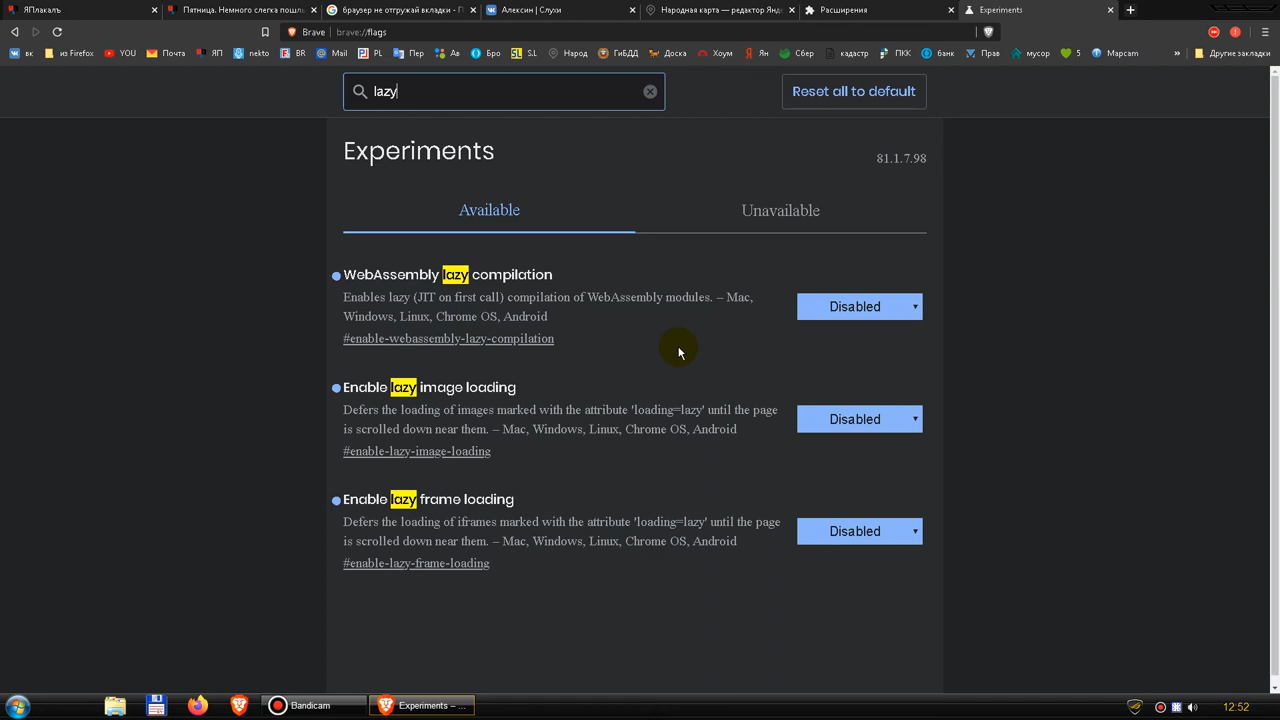 ЯПлакалъ
Пятница. Немного слегка пошлы
браузер не отгружай вкладки - П
Алексин | Слухи
Народная карта — редактор Янд
Расширения
Experiments
Brave
brave://flags
вк
из Firefox
YOU
Почта
ЯП
nekto
BR
Mail
PL
Пер
Ав
Бро
S.L
Народ
ГиБДД
Доска
Хоум
Ян
Сбер
кадастр
ПКК
банк
Прав
мусор
5
Марсам
»
Другие закладки
lazy
Reset all to default
Experiments
81.1.7.98
Available
Unavailable
WebAssembly lazy compilation
Enables lazy (JIT on first call) compilation of WebAssembly modules. – Mac,
Windows, Linux, Chrome OS, Android
#enable-webassembly-lazy-compilation
Disabled
Enable lazy image loading
Defers the loading of images marked with the attribute 'loading=lazy' until the page
is scrolled down near them. – Mac, Windows, Linux, Chrome OS, Android
#enable-lazy-image-loading
Disabled
Enable lazy frame loading
Defers the loading of iframes marked with the attribute 'loading=lazy' until the page
is scrolled down near them. – Mac, Windows, Linux, Chrome OS, Android
#enable-lazy-frame-loading
Disabled
Bandicam
Experiments – ...
12:52